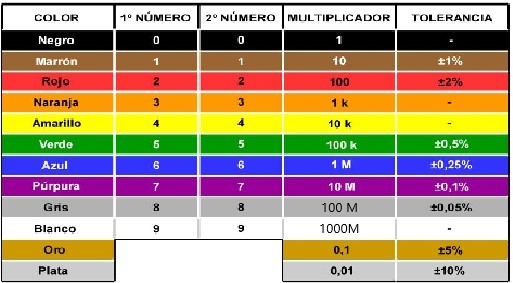 COLOR 1º NÚMERO 2º NÚMERO MULTIPLICADOR TOLERANCIA
Negro 0 0 1 -
Marrón 1 1 10 ±1%
Rojo 2 2 100 ±2%
Naranja 3 3 1 k -
Amarillo 4 4 10 k -
Verde 5 5 100 k ±0,5%
Azul 6 6 1 M ±0,25%
Púrpura 7 7 10 M ±0,1%
Gris 8 8 100 M ±0,05%
Blanco 9 9 1000M -
Oro 0,1 ±5%
Plata 0,01 ±10%